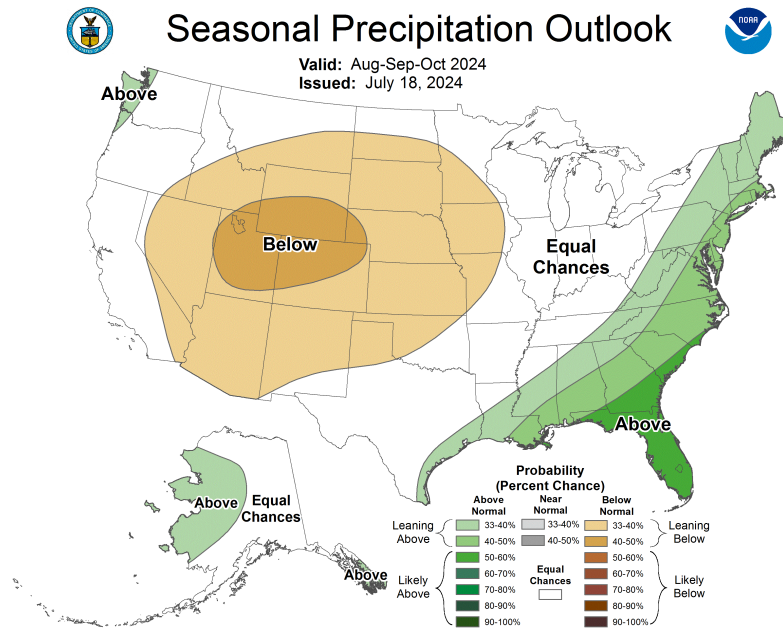 Seasonal Precipitation Outlook
NOAA
Valid: Aug-Sep-Oct 2024
Issued: July 18, 2024
Above
Below
Equal
Chances
Above
Above
Equal
Chances
Above
Probability
(Percent Chance)
Above
Normal
Near
Normal
Below
Normal
Leaning
Above
33-40%
33-40%
33-40%
Leaning
Below
40-50%
40-50%
40-50%
Likely
Above
50-60%
60-70%
70-80%
80-90%
90-100%
Equal
Chances
50-60%
60-70%
70-80%
80-90%
90-100%
Likely
Below